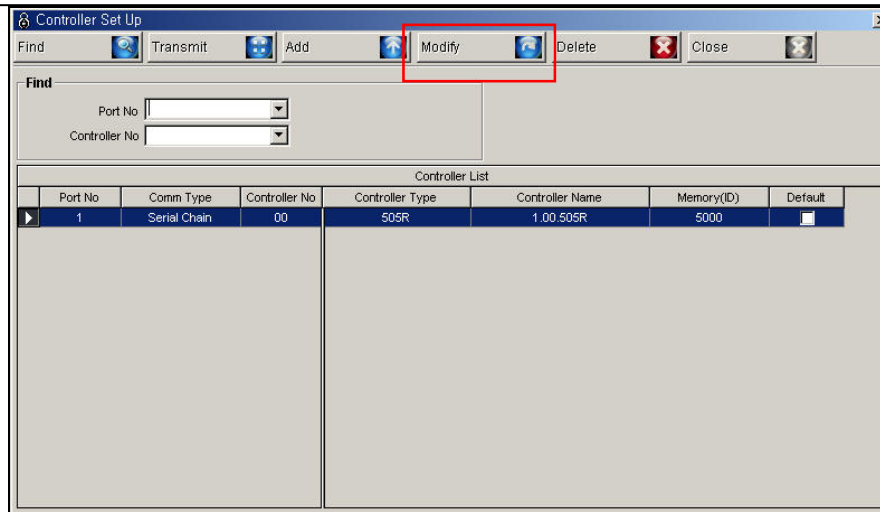 Controller Set Up
Find Transmit Add Modify Delete Close
Find
Port No
Controller No
Controller List
Port No Comm Type Controller No Controller Type Controller Name Memory(ID) Default
1 Serial Chain 00 505R 1.00.505R 5000